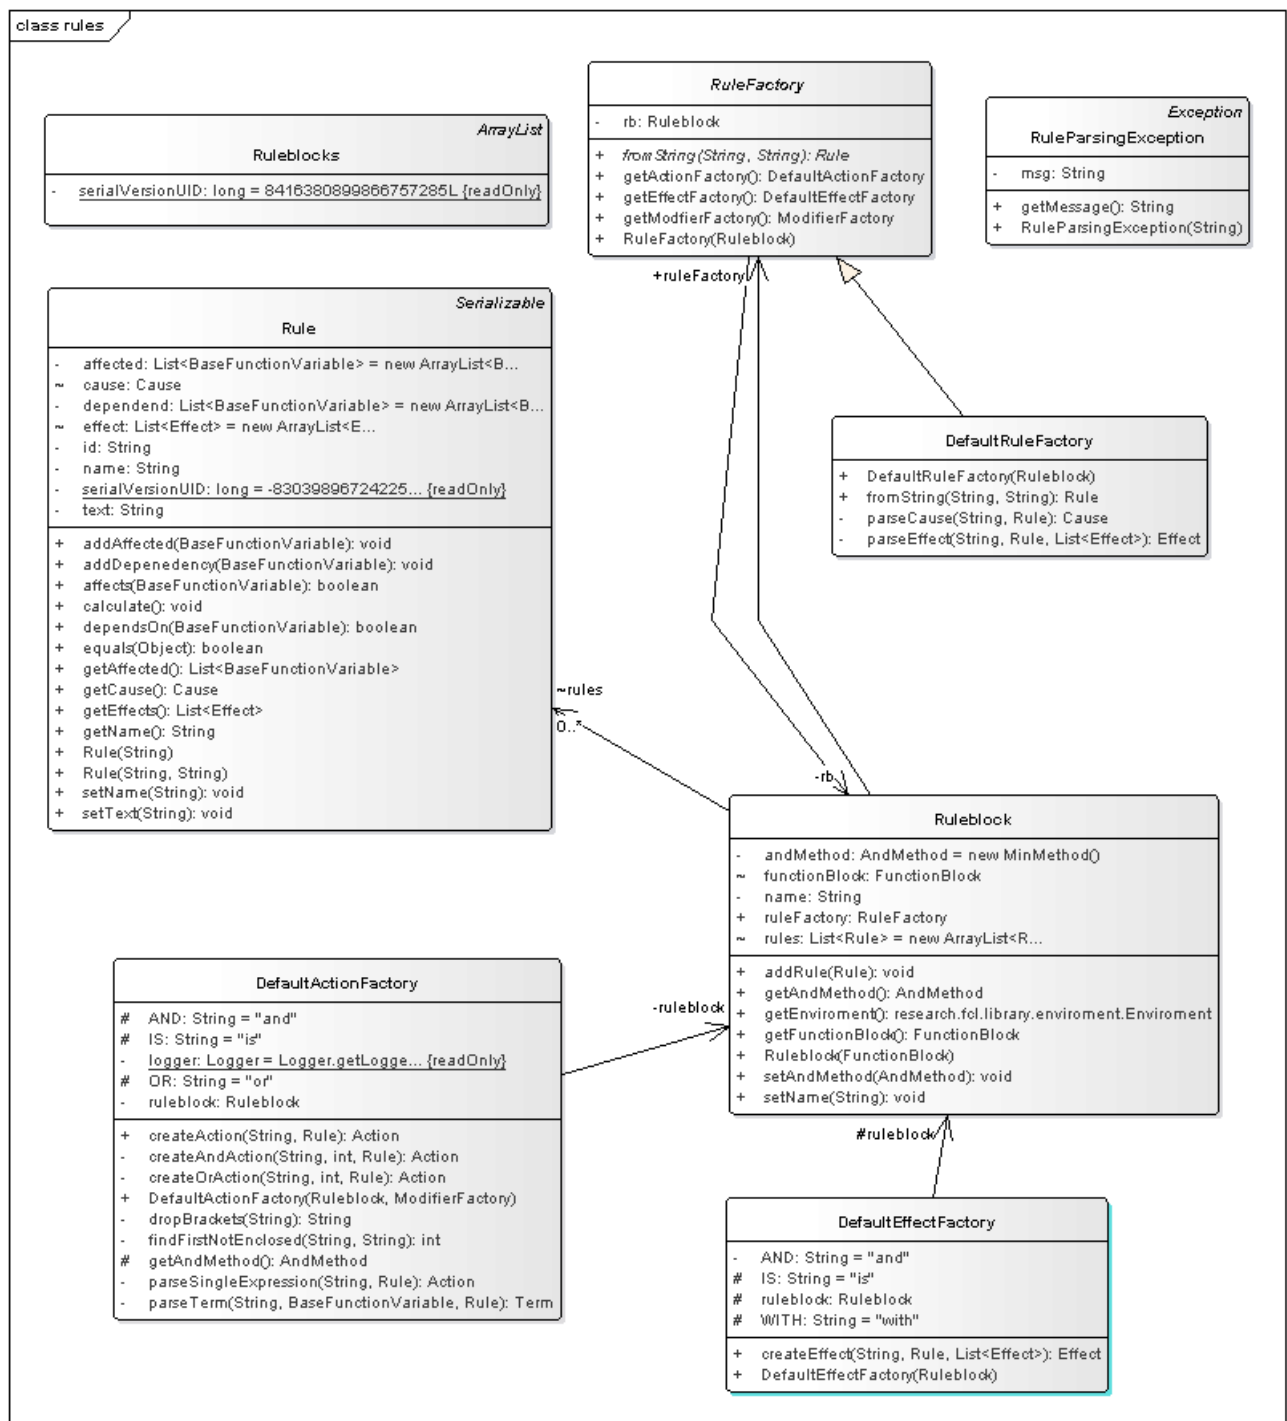 class rules
ArrayList
Ruleblocks
- serialVersionUID: long = 8416380899866757285L {readOnly}
RuleFactory
- rb: Ruleblock
+ fromString(String, String): Rule
+ getActionFactory(): DefaultActionFactory
+ getEffectFactory(): DefaultEffectFactory
+ getModfierFactory(): ModifierFactory
+ RuleFactory(Ruleblock)
Exception
RuleParsingException
- msg: String
+ getMessage(): String
+ RuleParsingException(String)
+ruleFactory
Serializable
Rule
- affected: List<BaseFunctionVariable> = new ArrayList<B...
~ cause: Cause
- dependend: List<BaseFunctionVariable> = new ArrayList<B...
~ effect: List<Effect> = new ArrayList<E...
- id: String
- name: String
- serialVersionUID: long = -83039896724225... {readOnly}
- text: String
+ addAffected(BaseFunctionVariable): void
+ addDepenedency(BaseFunctionVariable): void
+ affects(BaseFunctionVariable): boolean
+ calculate(): void
+ dependsOn(BaseFunctionVariable): boolean
+ equals(Object): boolean
+ getAffected(): List<BaseFunctionVariable>
+ getCause(): Cause
+ getEffects(): List<Effect>
+ getName(): String
+ Rule(String)
+ Rule(String, String)
+ setName(String): void
+ setText(String): void
DefaultRuleFactory
+ DefaultRuleFactory(Ruleblock)
+ fromString(String, String): Rule
- parseCause(String, Rule): Cause
- parseEffect(String, Rule, List<Effect>): Effect
~rules
0..*
-rb
Ruleblock
- andMethod: AndMethod = new MinMethod()
~ functionBlock: FunctionBlock
- name: String
+ ruleFactory: RuleFactory
~ rules: List<Rule> = new ArrayList<R...
+ addRule(Rule): void
+ getAndMethod(): AndMethod
+ getEnviroment(): research.fcl.library.enviroment.Enviroment
+ getFunctionBlock(): FunctionBlock
+ Ruleblock(FunctionBlock)
+ setAndMethod(AndMethod): void
+ setName(String): void
-ruleblock
DefaultActionFactory
# AND: String = "and"
# IS: String = "is"
- logger: Logger = Logger.getLogge... {readOnly}
# OR: String = "or"
- ruleblock: Ruleblock
+ createAction(String, Rule): Action
- createAndAction(String, int, Rule): Action
- createOrAction(String, int, Rule): Action
+ DefaultActionFactory(Ruleblock, ModifierFactory)
- dropBrackets(String): String
- findFirstNotEnclosed(String, String): int
# getAndMethod(): AndMethod
- parseSingleExpression(String, Rule): Action
- parseTerm(String, BaseFunctionVariable, Rule): Term
#ruleblock
DefaultEffectFactory
- AND: String = "and"
# IS: String = "is"
# ruleblock: Ruleblock
# WITH: String = "with"
+ createEffect(String, Rule, List<Effect>): Effect
+ DefaultEffectFactory(Ruleblock)